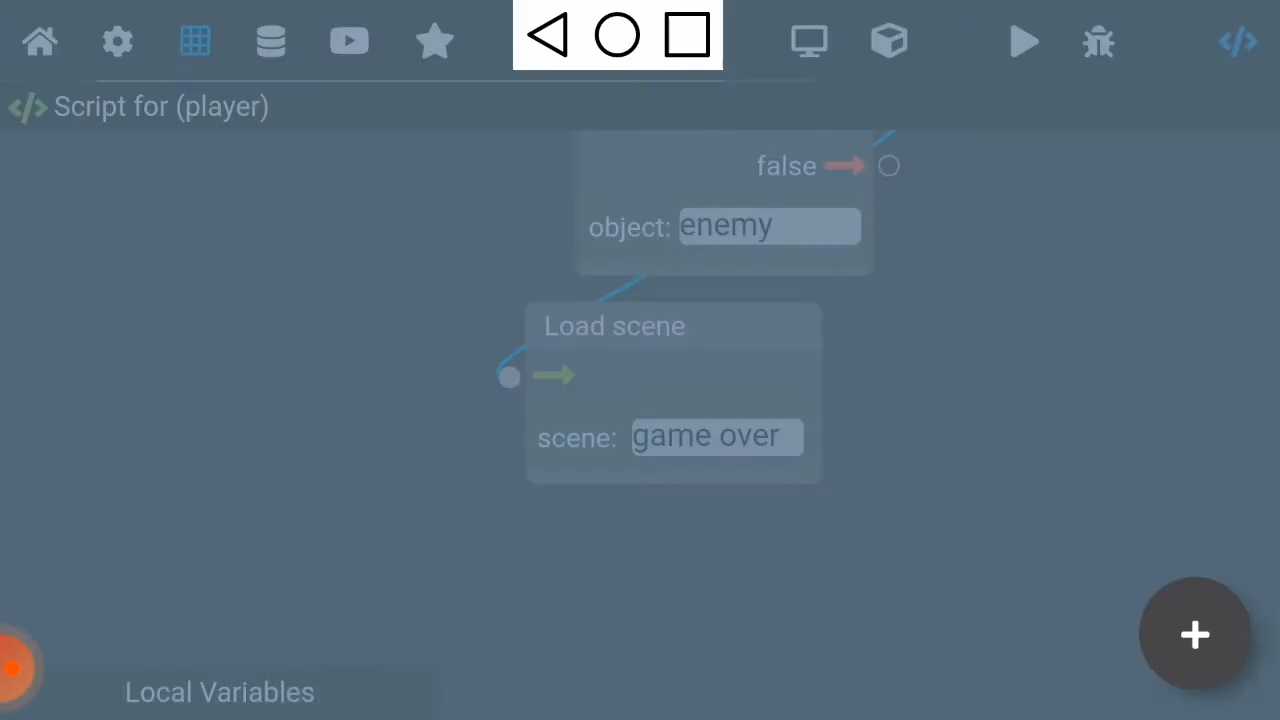 Script for (player)
false
object: enemy
Load scene
scene: game over
Local Variables